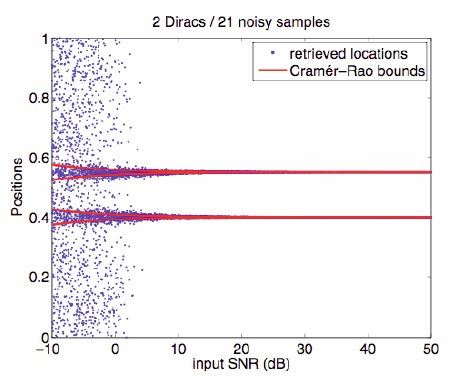 2 Diracs / 21 noisy samples
retrieved locations
Cramér–Rao bounds
1
0.8
0.6
0.4
0.2
0
Positions
−10 0 10 20 30 40 50
input SNR (dB)